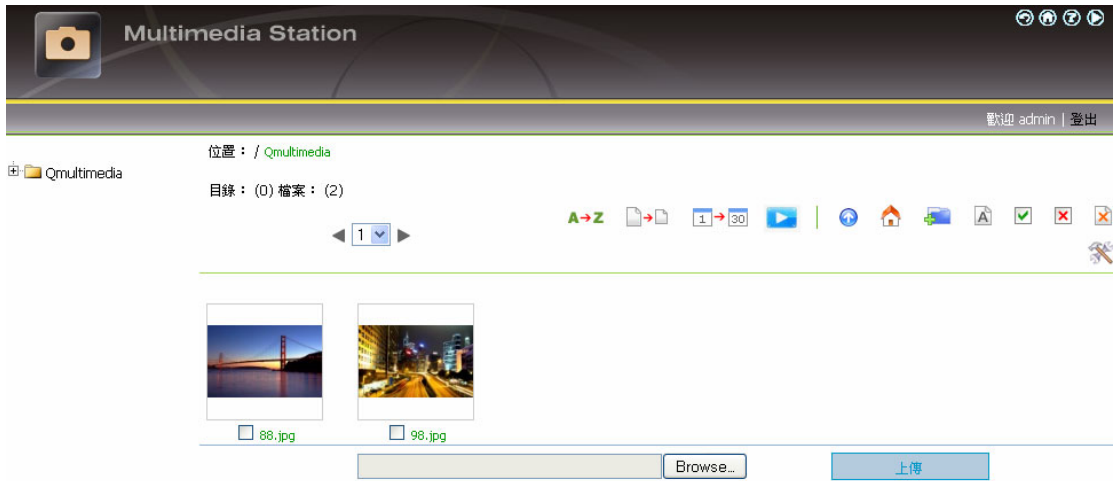 Multimedia Station
歡迎 admin | 登出
Qmultimedia
位置： / Qmultimedia
目錄： (0) 檔案： (2)
A→Z
1→30
A
1
88.jpg
98.jpg
Browse...
上傳